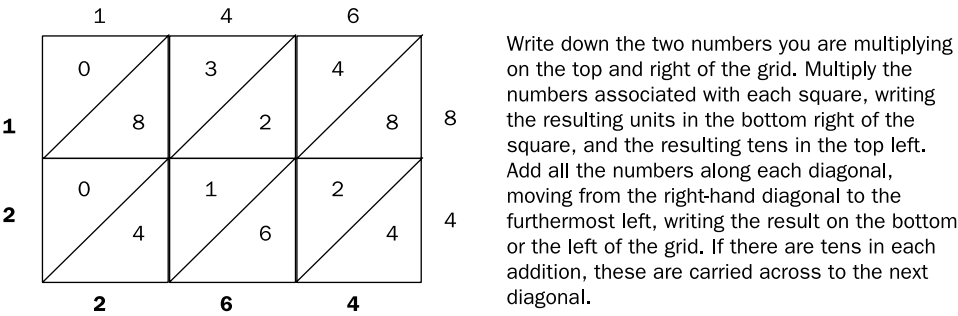 1 4 6
0 3 4
1 8 2 8 8
0 1 2
2 4 6 4 4
2 6 4
Write down the two numbers you are multiplying
on the top and right of the grid. Multiply the
numbers associated with each square, writing
the resulting units in the bottom right of the
square, and the resulting tens in the top left.
Add all the numbers along each diagonal,
moving from the right-hand diagonal to the
furthermost left, writing the result on the bottom
or the left of the grid. If there are tens in each
addition, these are carried across to the next
diagonal.